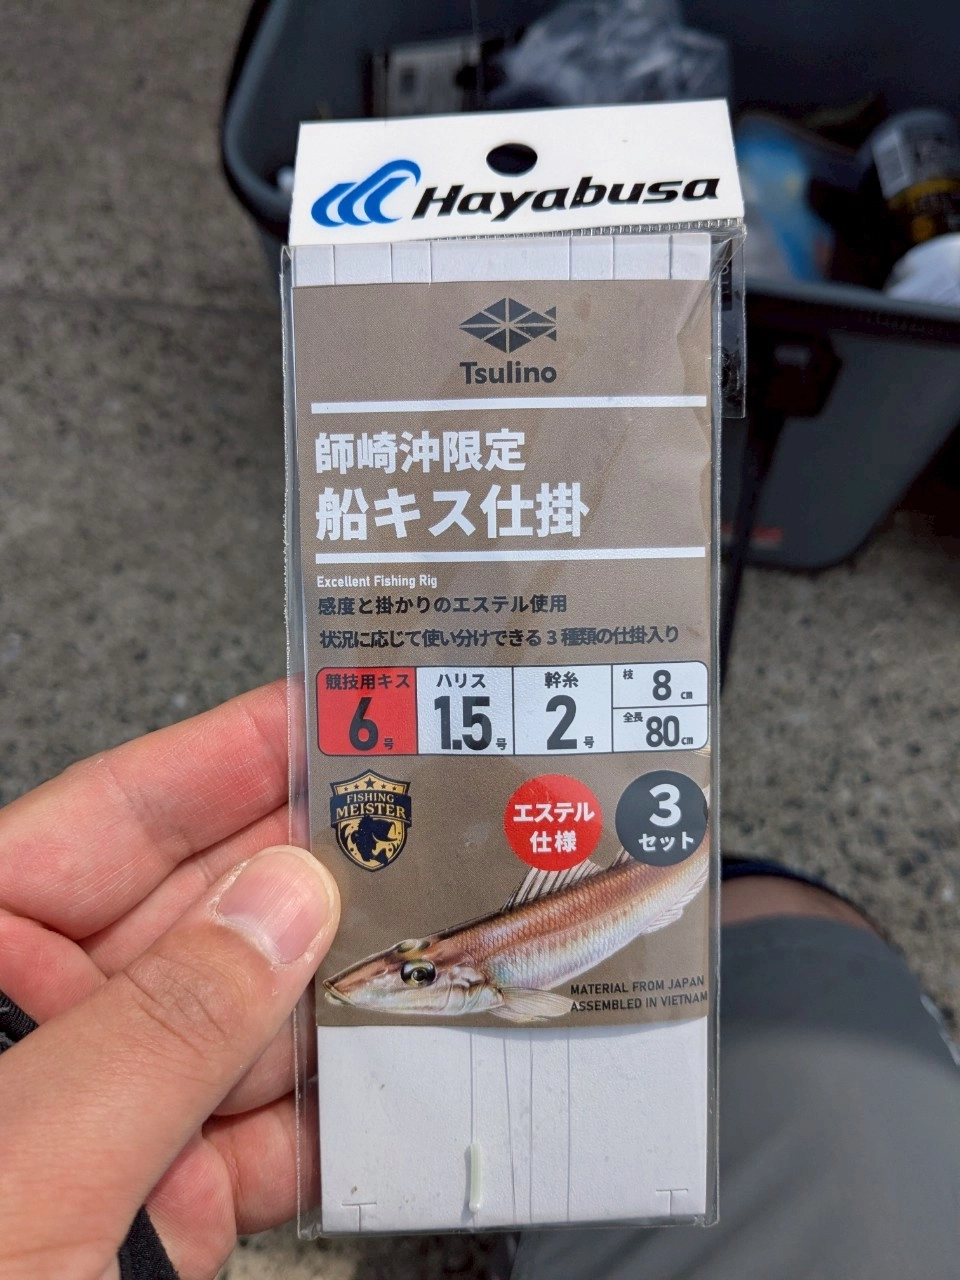 Hayabusa
Tsulino
師崎沖限定
船キス仕掛
Excellent Fishing Rig
感度と掛かりのエステル使用
状況に応じて使い分けできる3種類の仕掛入り
競技用キス
6号
ハリス
1.5号
幹糸
2号
枝
8cm
全長
80cm
FISHING
MEISTER
エステル
仕様
3
セット
MATERIAL FROM JAPAN
ASSEMBLED IN VIETNAM